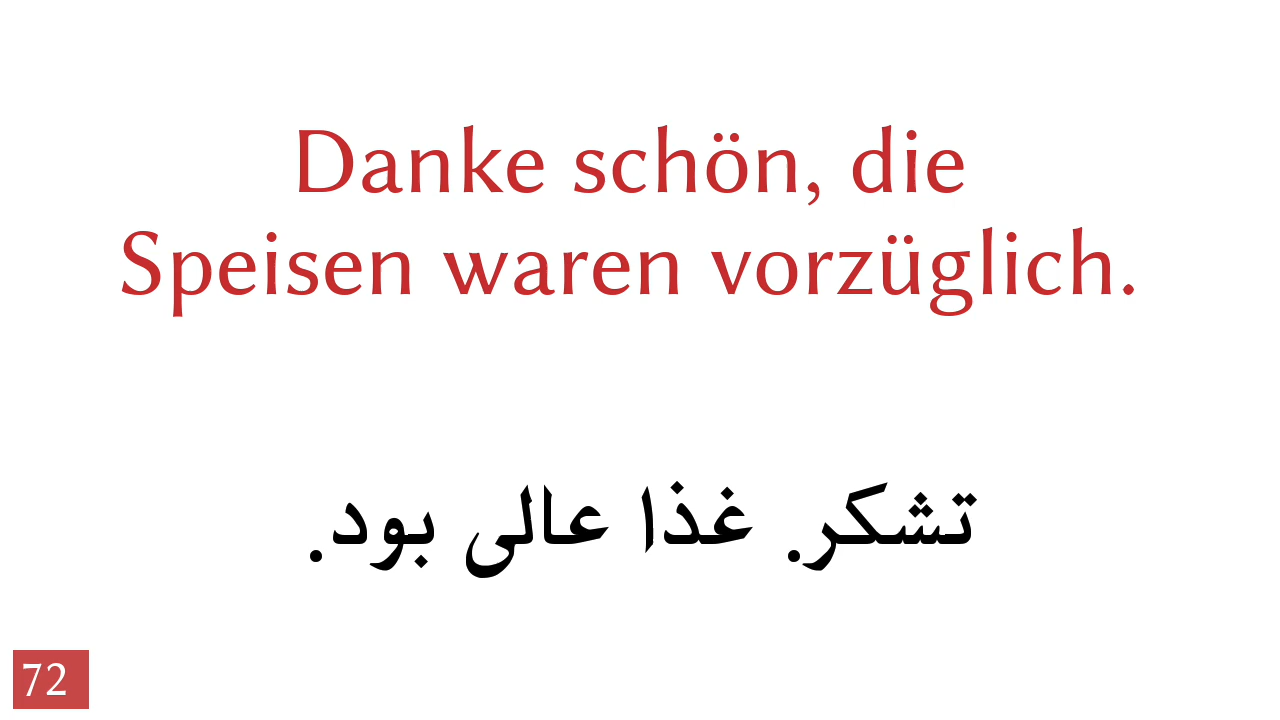 Danke schön, die
Speisen waren vorzüglich.
تشکر. غذا عالی بود.
72